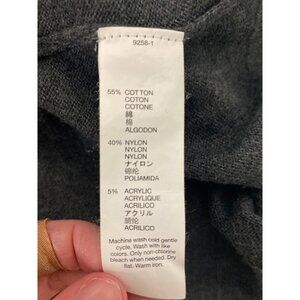 9258-1
55% COTTON
COTON
COTONE
綿
棉
ALGODON
40% NYLON
NYLON
NYLON
ナイロン
锦纶
POLIAMIDA
5% ACRYLIC
ACRYLIQUE
ACRILICO
アクリル
腈纶
ACRILICO
Machine wash cold gentle
cycle. Wash with like
colors. Only non-chlorine
bleach when needed. Dry
flat. Warm iron.